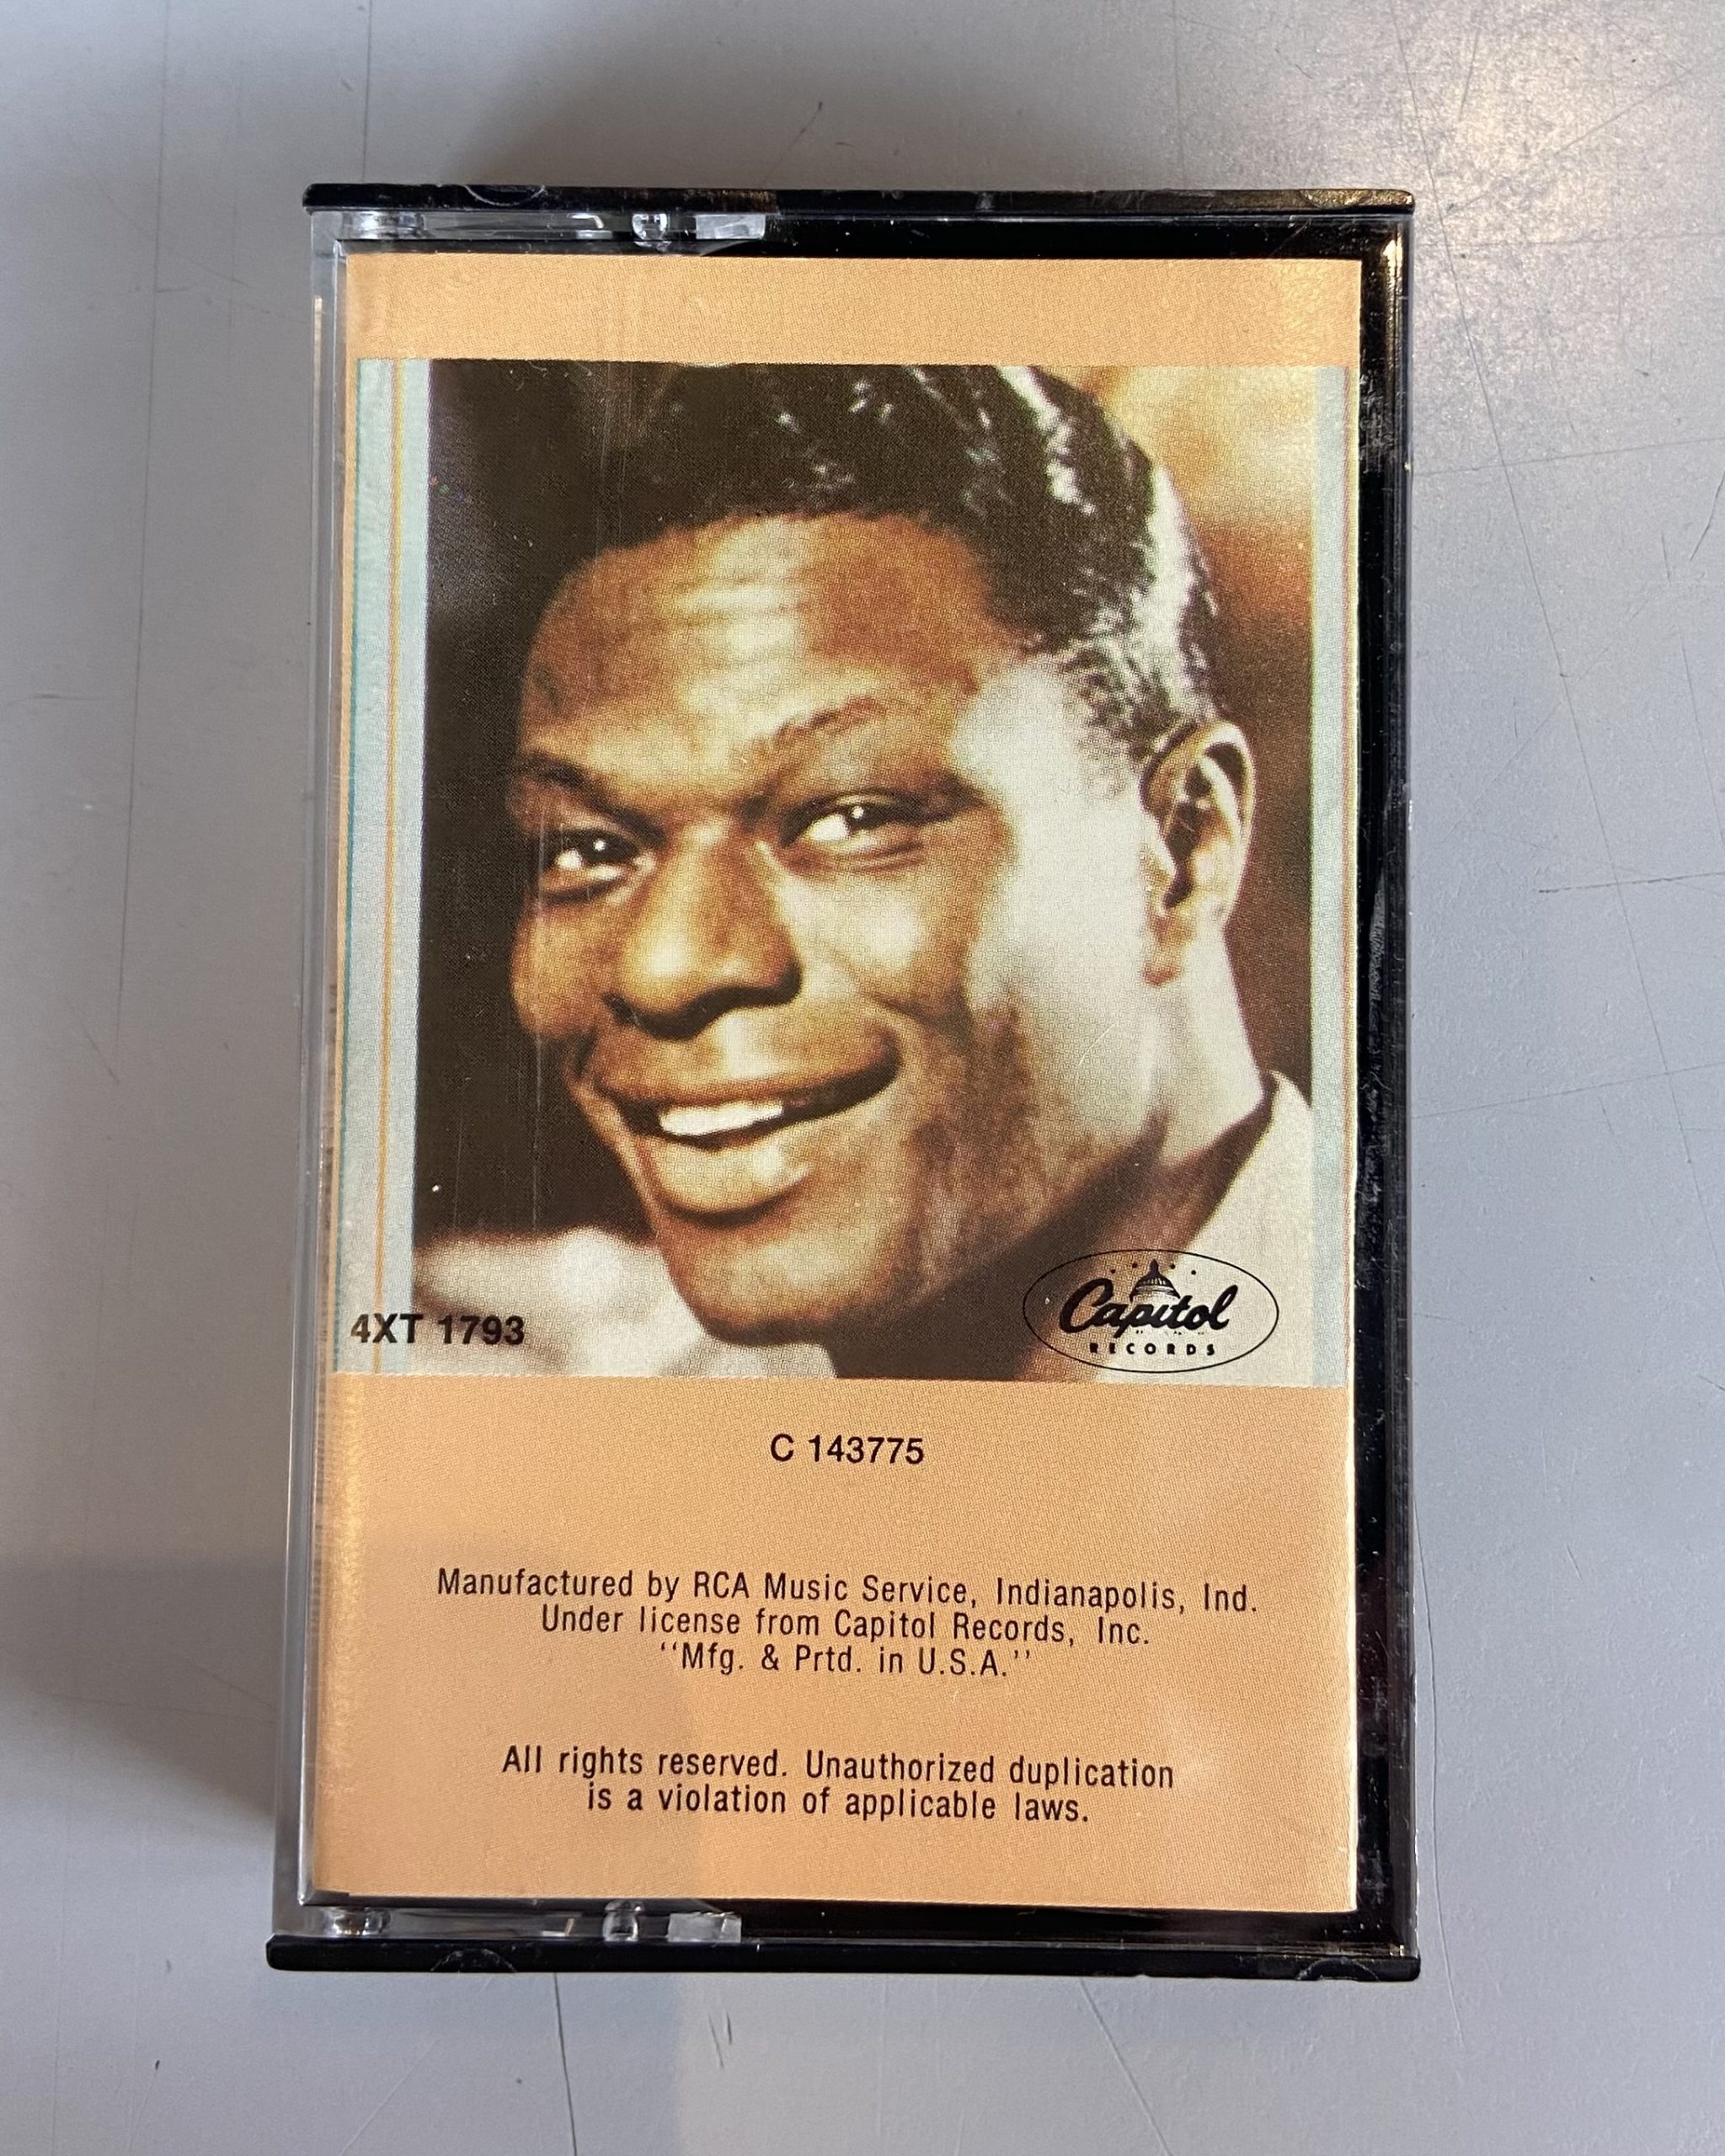 4XT 1793
Capitol
RECORDS
C 143775
Manufactured by RCA Music Service, Indianapolis, Ind.
Under license from Capitol Records, Inc.
‘‘Mfg. & Prtd. in U.S.A.’’
All rights reserved. Unauthorized duplication
is a violation of applicable laws.